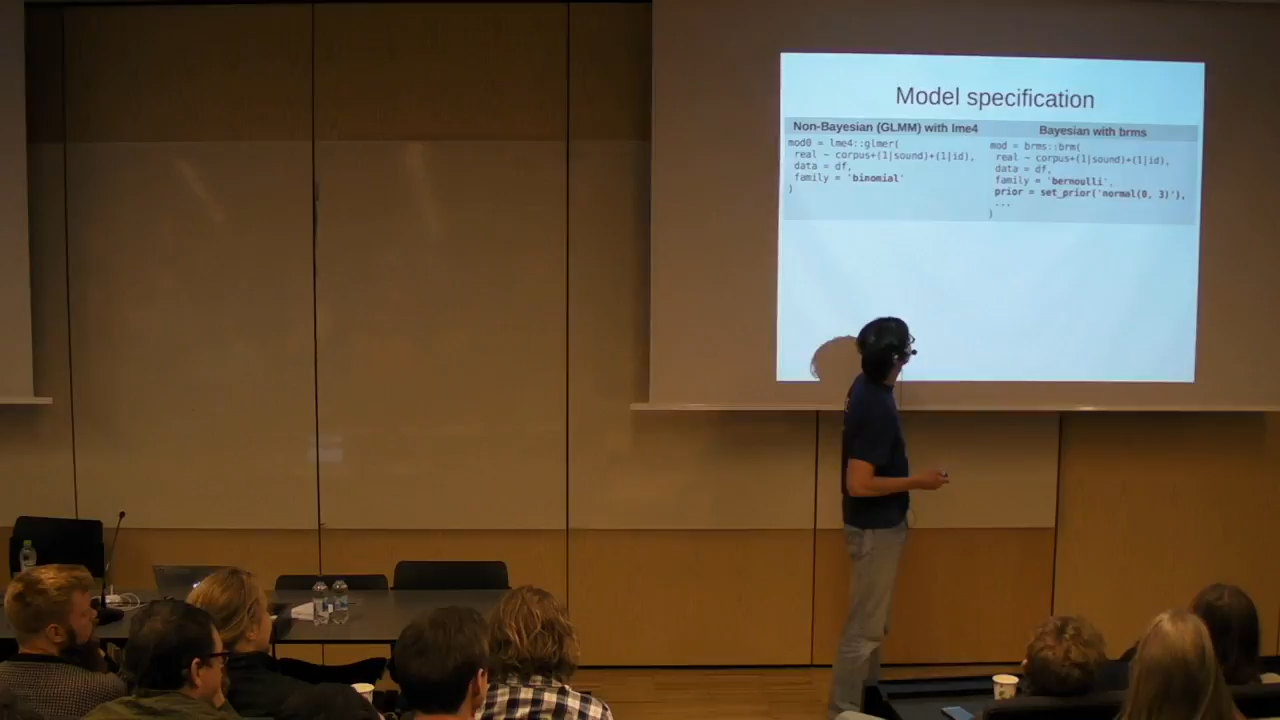 Model specification
Non-Bayesian (GLMM) with lme4
mod0 = lme4::glmer(
real ~ corpus+(1|sound)+(1|id),
data = df,
family = 'binomial'
)
Bayesian with brms
mod = brms::brm(
real ~ corpus+(1|sound)+(1|id),
data = df,
family = 'bernoulli',
prior = set_prior('normal(0, 3)'),
...
)